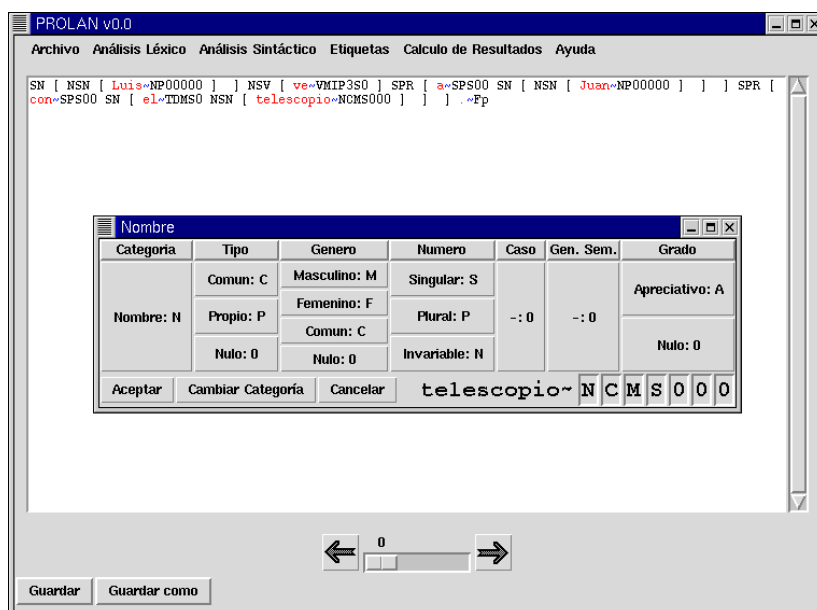 PROLAN v0.0
Archivo Análisis Léxico Análisis Sintáctico Etiquetas Calculo de Resultados Ayuda
SN [ NSN [ Luis~NP00000 ] ] NSV [ ve~VMIP3S0 ] SPR [ a~SPS00 SN [ NSN [ Juan~NP00000 ] ] ] SPR [
con~SPS00 SN [ el~TDMS0 NSN [ telescopio~NCMS000 ] ] ] .~Fp
Nombre
Categoria Tipo Genero Numero Caso Gen. Sem. Grado
Nombre: N
Comun: C
Propio: P
Nulo: 0
Masculino: M
Femenino: F
Comun: C
Nulo: 0
Singular: S
Plural: P
Invariable: N
-: 0
-: 0
Apreciativo: A
Nulo: 0
Aceptar Cambiar Categoría Cancelar telescopio~ N C M S 0 0 0
0
Guardar Guardar como